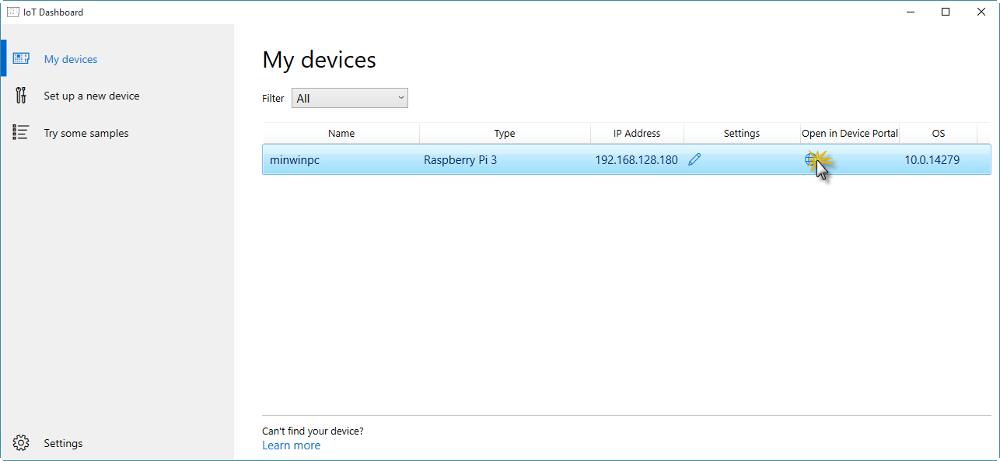 IoT Dashboard
My devices
Set up a new device
Try some samples
Settings
My devices
Filter All
Name Type IP Address Settings Open in Device Portal OS
minwinpc Raspberry Pi 3 192.168.128.180 10.0.14279
Can't find your device?
Learn more